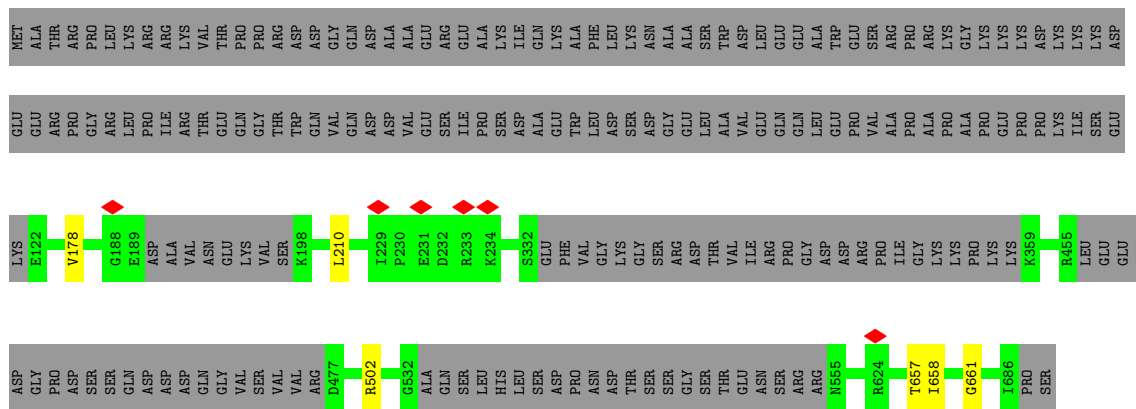 MET ALA THR ARG PRO LEU LYS ARG ARG LYS VAL THR PRO PRO ARG ASP ASP GLY GLN ASP ALA ALA GLU ARG GLU ALA LYS ILE GLN LYS ALA PHE LEU LYS ASN ALA ALA SER TRP ASP LEU GLU GLU ALA TRP GLU SER ARG PRO ARG LYS GLY LYS LYS LYS ASP LYS LYS LYS ASP
GLU GLU ARG PRO GLY ARG LEU PRO ILE ARG THR GLU GLN GLY THR TRP GLN VAL GLN ASP ASP VAL GLU SER ILE PRO SER ASP ALA GLU TRP LEU ASP SER ASP GLY GLU LEU ALA VAL GLU GLN GLN LEU GLU PRO VAL ALA PRO ALA PRO ALA PRO GLU PRO PRO LYS ILE SER GLU
LYS E122 V178 G188 E189 ASP ALA VAL ASN GLU LYS VAL SER K198 L210 I229 P230 E231 D232 R233 K234 S332 GLU PHE VAL GLY LYS GLY SER ARG ASP THR VAL ILE ARG PRO GLY ASP ASP ARG PRO ILE GLY LYS LYS PRO LYS LYS K359 R455 LEU GLU GLU
ASP GLY PRO ASP SER SER GLN ASP ASP ASP GLN GLY VAL SER VAL VAL ARG D477 R502 G532 ALA GLN SER LEU HIS LEU SER ASP PRO ASN ASP THR SER SER GLY SER THR GLU ASN SER ARG ARG N555 R624 T657 I658 G661 I686 PRO SER